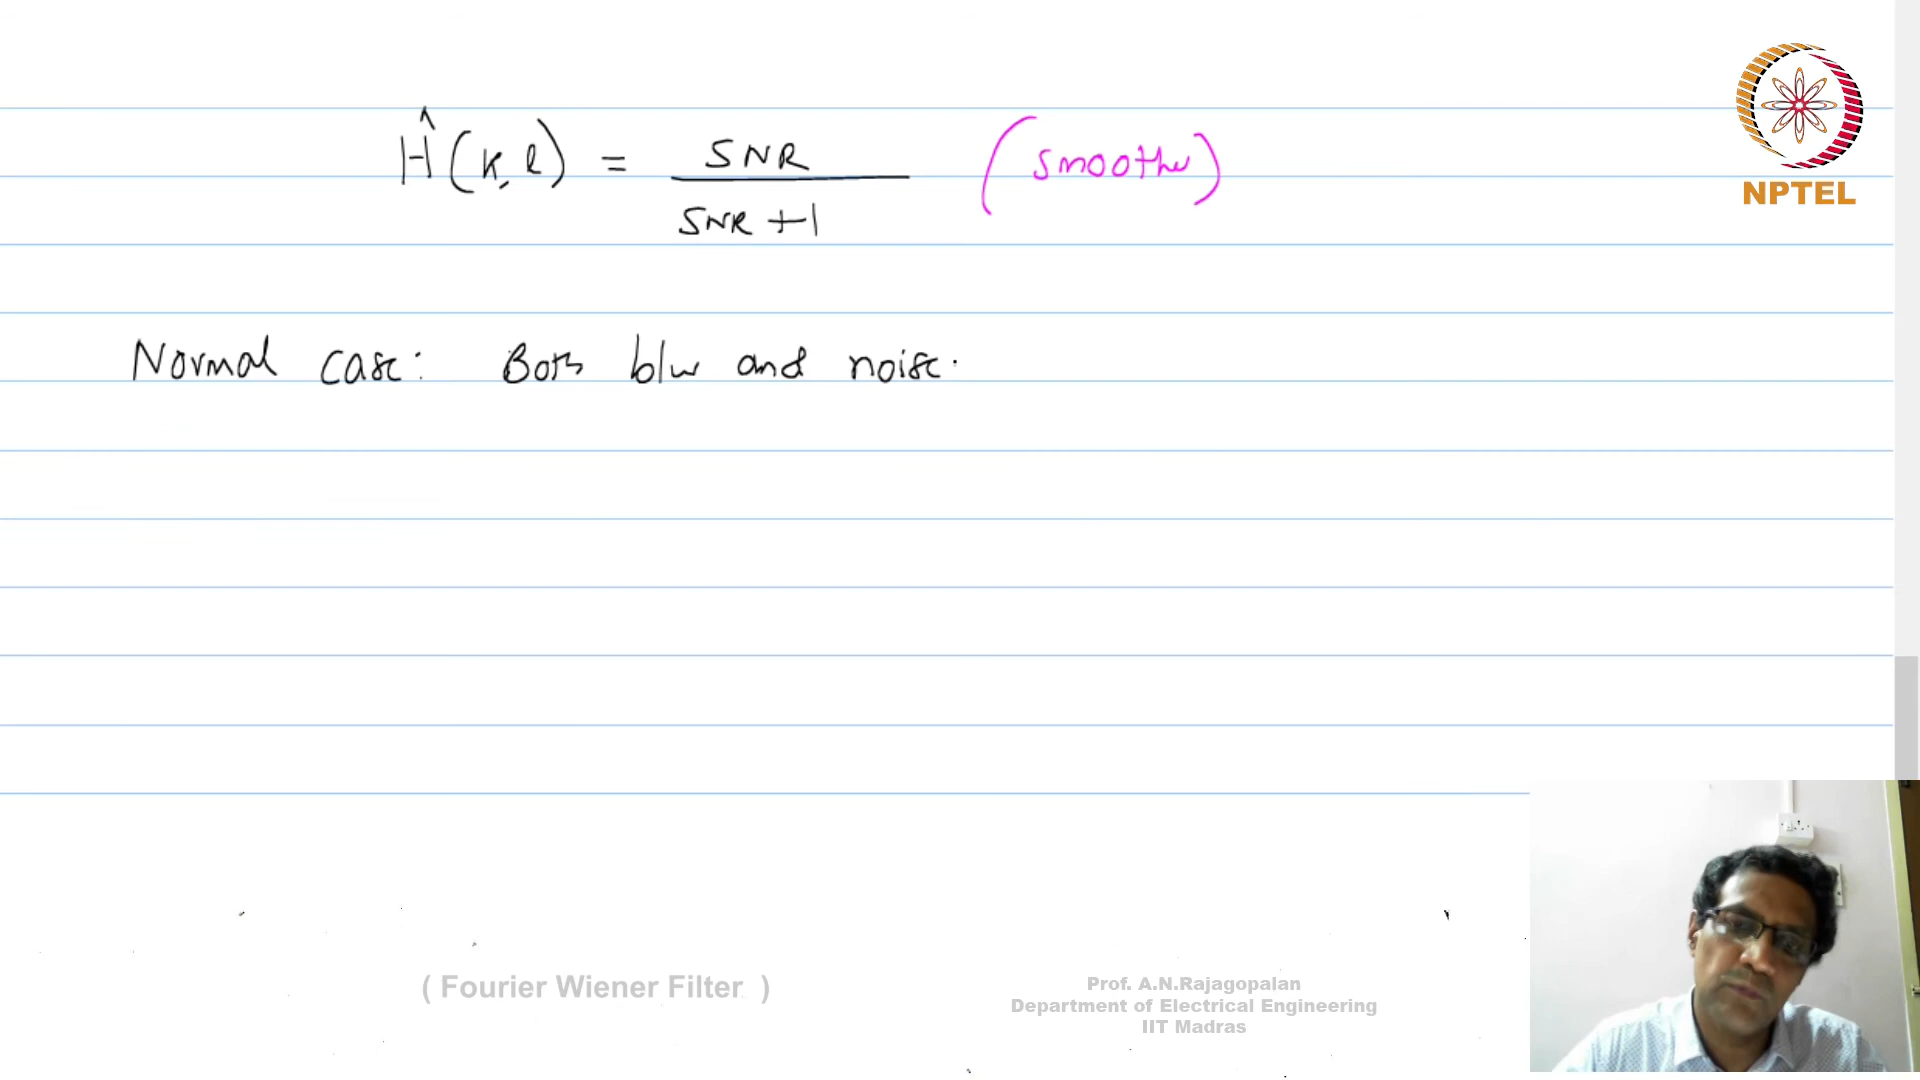 Ĥ(k, l) = SNR / SNR + 1 (smoother)
NPTEL
Normal case: Both blur and noise.
( Fourier Wiener Filter )
Prof. A.N.Rajagopalan
Department of Electrical Engineering
IIT Madras